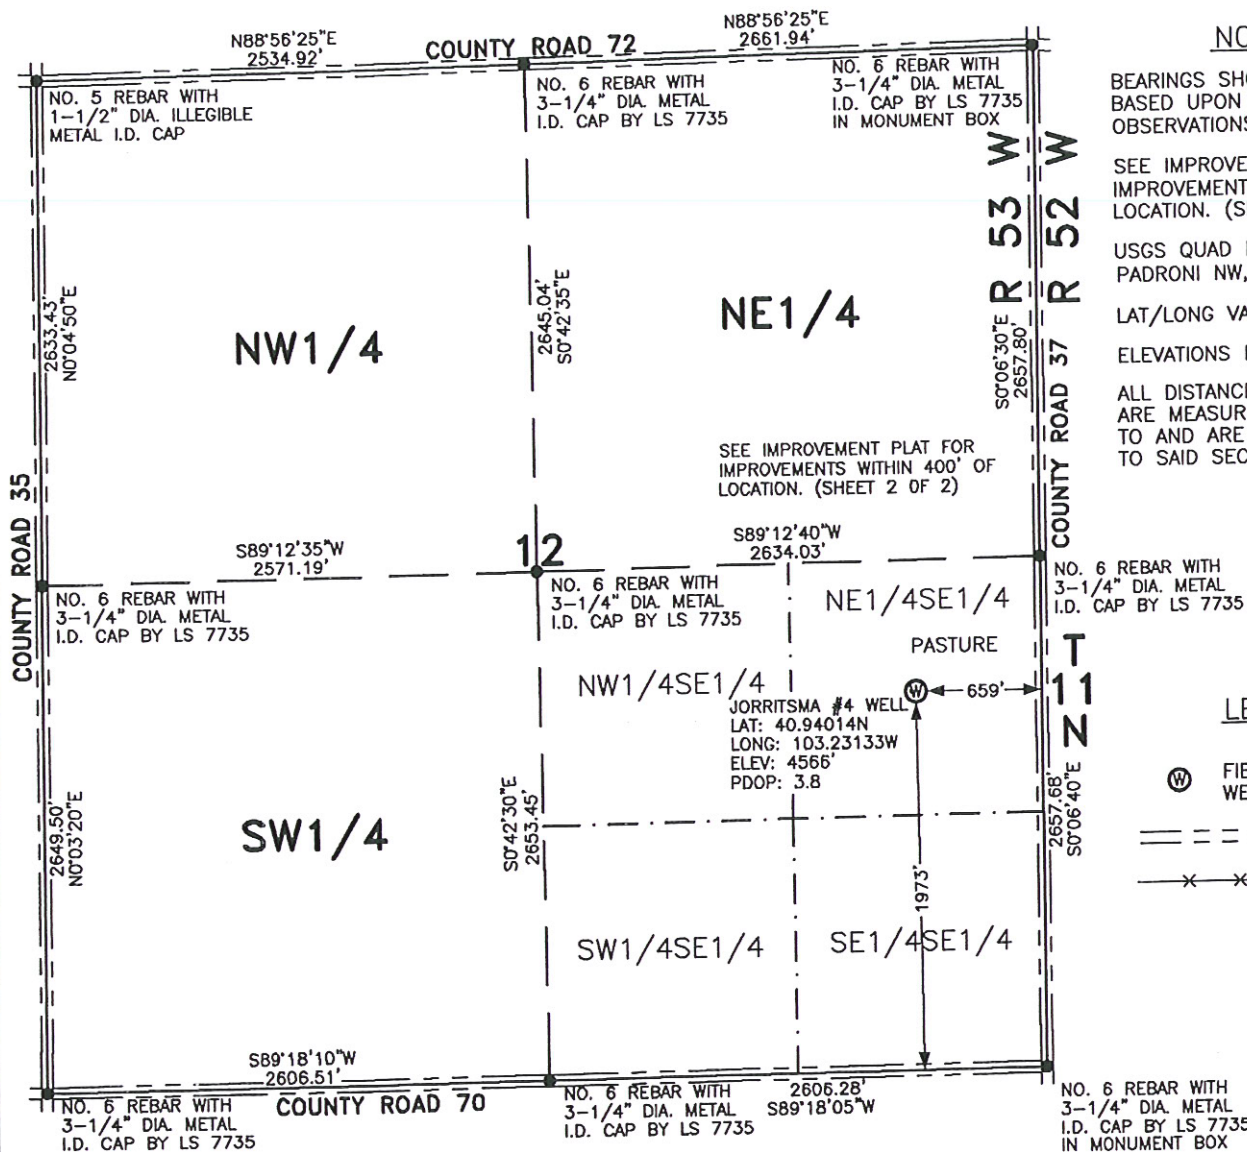 N88°56'25"E
2534.92'
COUNTY ROAD 72
N88°56'25"E
2661.94'
NO. 5 REBAR WITH
1-1/2" DIA. ILLEGIBLE
METAL I.D. CAP
NO. 6 REBAR WITH
3-1/4" DIA. METAL
I.D. CAP BY LS 7735
NO. 6 REBAR WITH
3-1/4" DIA. METAL
I.D. CAP BY LS 7735
IN MONUMENT BOX
BEARINGS
BASED UPON
SEE
(S
USGS QUAD
PADRONI NW,
LAT/LONG
ELEVATIONS
ALL
ARE
TO AND ARE
TO SAID
R 53 W
R 52 W
2633.43'
N0°04'50"E
NW1/4
2645.04'
S0°42'35"E
NE1/4
S0°06'30"E
2657.80'
COUNTY ROAD 37
SEE IMPROVEMENT PLAT FOR
IMPROVEMENTS WITHIN 400' OF
LOCATION. (SHEET 2 OF 2)
COUNTY ROAD 35
S89°12'35"W
2571.19'
12
S89°12'40"W
2634.03'
NO. 6 REBAR WITH
3-1/4" DIA. METAL
I.D. CAP BY LS 7735
NO. 6 REBAR WITH
3-1/4" DIA. METAL
I.D. CAP BY LS 7735
NE1/4SE1/4
NO. 6 REBAR WITH
3-1/4" DIA. METAL
I.D. CAP BY LS 7735
PASTURE
T
11
N
NW1/4SE1/4
W
659'
JORRITSMA #4 WELL
LAT: 40.94014N
LONG: 103.23133W
ELEV: 4566'
PDOP: 3.8
W
2649.50'
N0°03'20"E
SW1/4
S0°42'30"E
2653.45'
2657.68'
S0°06'40"E
1973'
SW1/4SE1/4
SE1/4SE1/4
S89°18'10"W
2606.51'
COUNTY ROAD 70
2606.28'
S89°18'05"W
NO. 6 REBAR WITH
3-1/4" DIA. METAL
I.D. CAP BY LS 7735
NO. 6 REBAR WITH
3-1/4" DIA. METAL
I.D. CAP BY LS 7735
NO. 6 REBAR WITH
3-1/4" DIA. METAL
I.D. CAP BY LS 7735
IN MONUMENT BOX